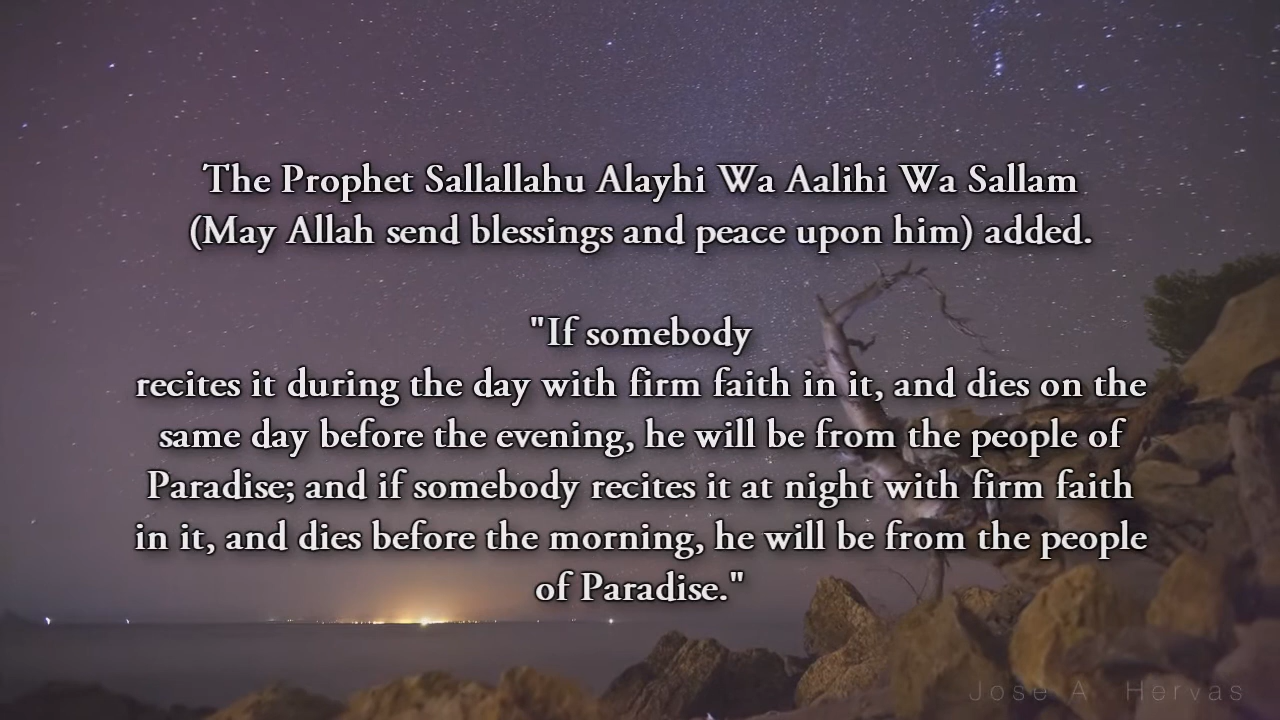 The Prophet Sallallahu Alayhi Wa Aalihi Wa Sallam
(May Allah send blessings and peace upon him) added.
"If somebody
recites it during the day with firm faith in it, and dies on the
same day before the evening, he will be from the people of
Paradise; and if somebody recites it at night with firm faith
in it, and dies before the morning, he will be from the people
of Paradise."
Jose A. Hervas